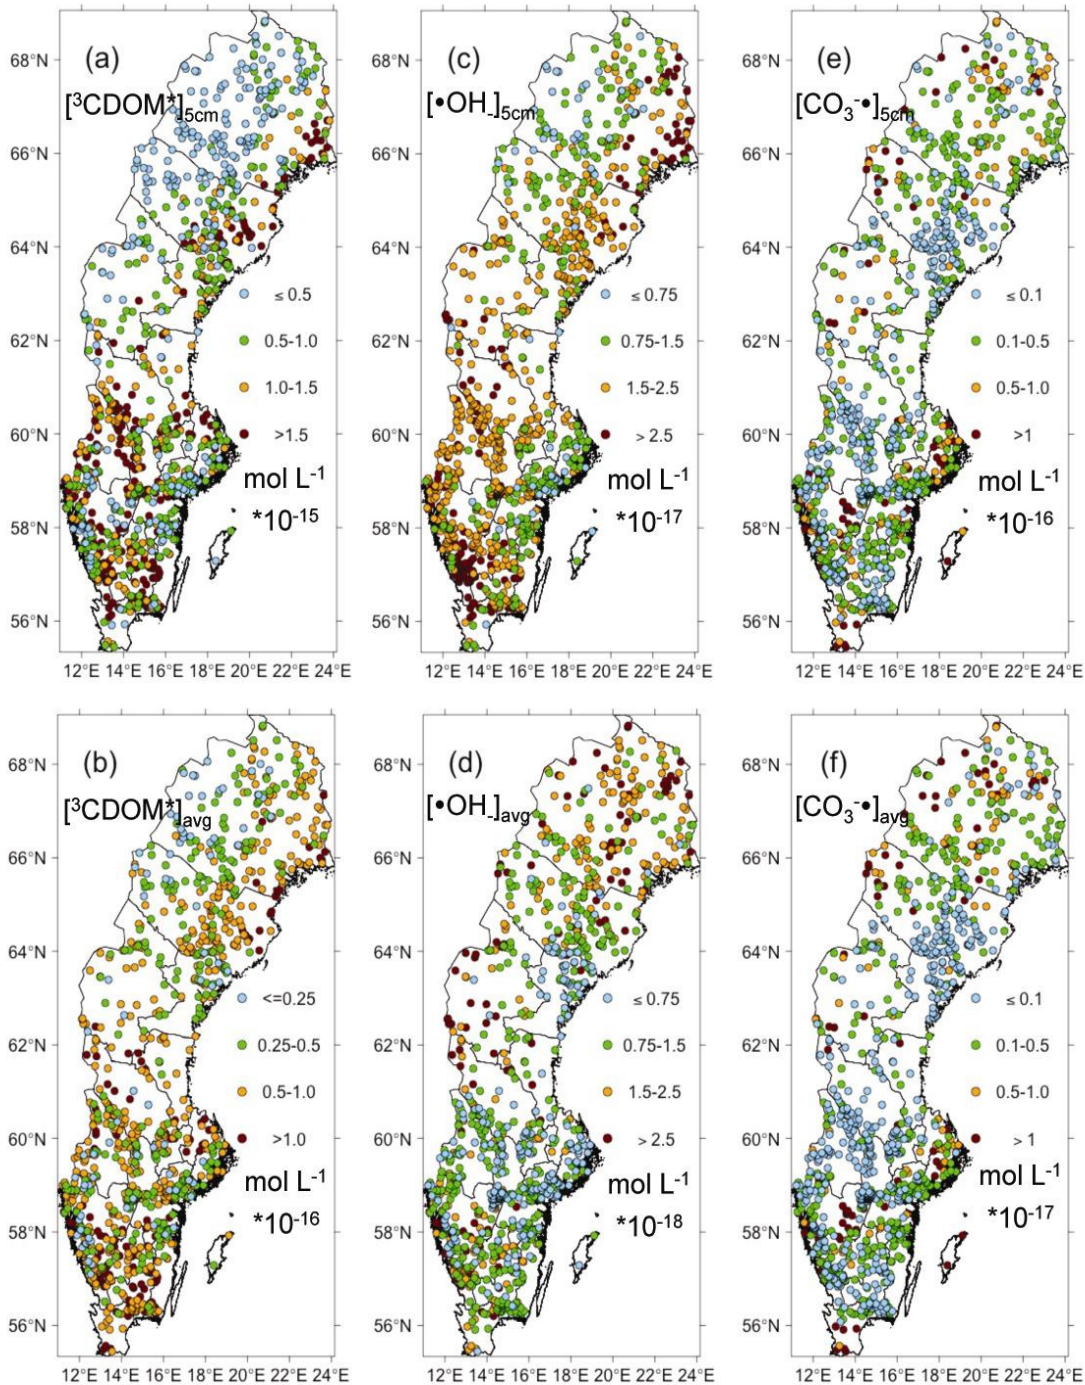 (a)
[³CDOM*]5cm
68°N
66°N
64°N
62°N
60°N
58°N
56°N
≤ 0.5
0.5-1.0
1.0-1.5
>1.5
mol L⁻¹
*10⁻¹⁵
12°E 14°E 16°E 18°E 20°E 22°E 24°E
(c)
[•OH-]5cm
68°N
66°N
64°N
62°N
60°N
58°N
56°N
≤ 0.75
0.75-1.5
1.5-2.5
> 2.5
mol L⁻¹
*10⁻¹⁷
12°E 14°E 16°E 18°E 20°E 22°E 24°E
(e)
[CO₃⁻•]5cm
68°N
66°N
64°N
62°N
60°N
58°N
56°N
≤ 0.1
0.1-0.5
0.5-1.0
>1
mol L⁻¹
*10⁻¹⁶
12°E 14°E 16°E 18°E 20°E 22°E 24°E
(b)
[³CDOM*]avg
68°N
66°N
64°N
62°N
60°N
58°N
56°N
<=0.25
0.25-0.5
0.5-1.0
>1.0
mol L⁻¹
*10⁻¹⁶
12°E 14°E 16°E 18°E 20°E 22°E 24°E
(d)
[•OH-]avg
68°N
66°N
64°N
62°N
60°N
58°N
56°N
≤ 0.75
0.75-1.5
1.5-2.5
> 2.5
mol L⁻¹
*10⁻¹⁸
12°E 14°E 16°E 18°E 20°E 22°E 24°E
(f)
[CO₃⁻•]avg
68°N
66°N
64°N
62°N
60°N
58°N
56°N
≤ 0.1
0.1-0.5
0.5-1.0
> 1
mol L⁻¹
*10⁻¹⁷
12°E 14°E 16°E 18°E 20°E 22°E 24°E